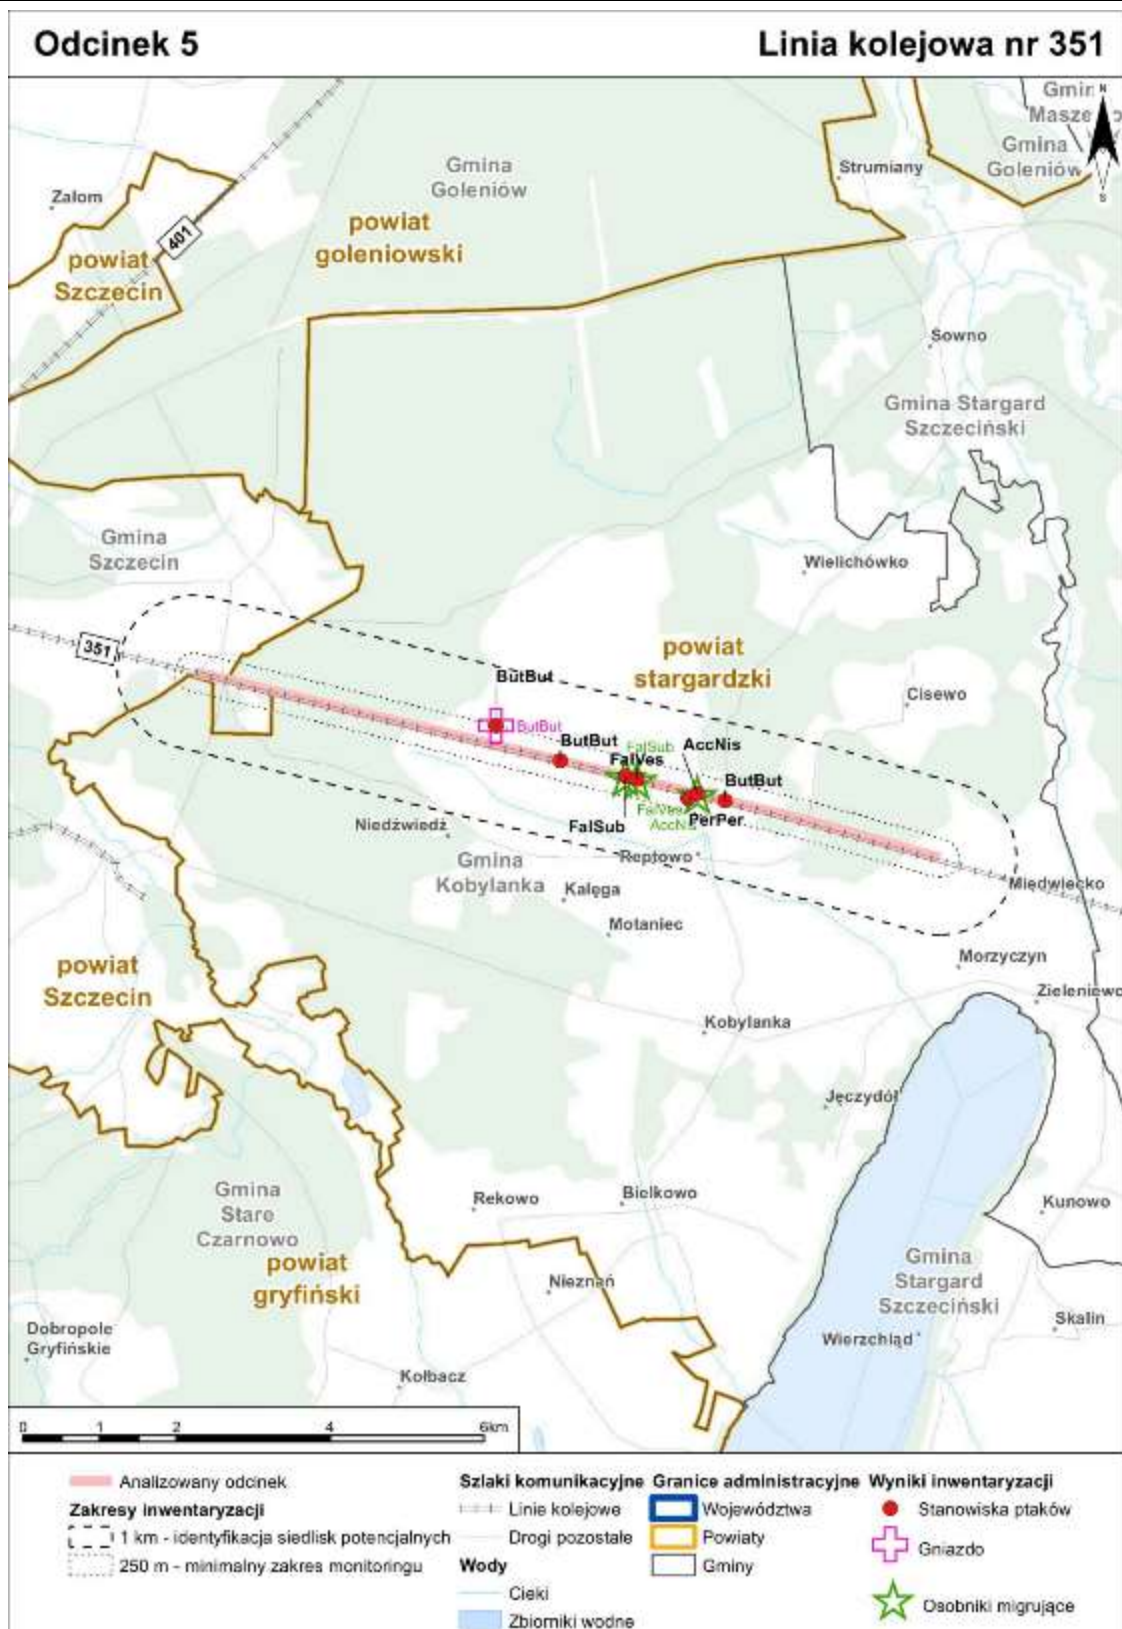 Odcinek 5
Linia kolejowa nr 351
Gmina
Goleniów
Strumiany
Gmina
Goleniów
Załom
powiat
goleniowski
401
powiat
Szczecin
Sowno
Gmina Stargard
Szczeciński
Gmina
Szczecin
Wielichówko
351
powiat
stargardzki
ButBut
Cisewo
ButBut
ButBut
FalSub
AccNis
FalVes
ButBut
FalVes
FalSub
AccNis
PerPer
Niedźwiedź
Reptowo
Gmina
Kobylanka
Kałęga
Miedwiecko
Motaniec
Morzyczyn
powiat
Szczecin
Zieleniewo
Kobylanka
Jęczydół
Gmina
Stare
Czarnowo
Rekowo
Bielkowo
Kunowo
powiat
gryfiński
Gmina
Stargard
Szczeciński
Nieznań
Skalin
Dobropole
Gryfińskie
Wierzchląd
Kołbacz
0 1 2 4 6km
Analizowany odcinek
Zakresy inwentaryzacji
1 km - identyfikacja siedlisk potencjalnych
250 m - minimalny zakres monitoringu
Szlaki komunikacyjne
Linie kolejowe
Drogi pozostałe
Wody
Cieki
Zbiorniki wodne
Granice administracyjne
Województwa
Powiaty
Gminy
Wyniki inwentaryzacji
Stanowiska ptaków
Gniazdo
Osobniki migrujące